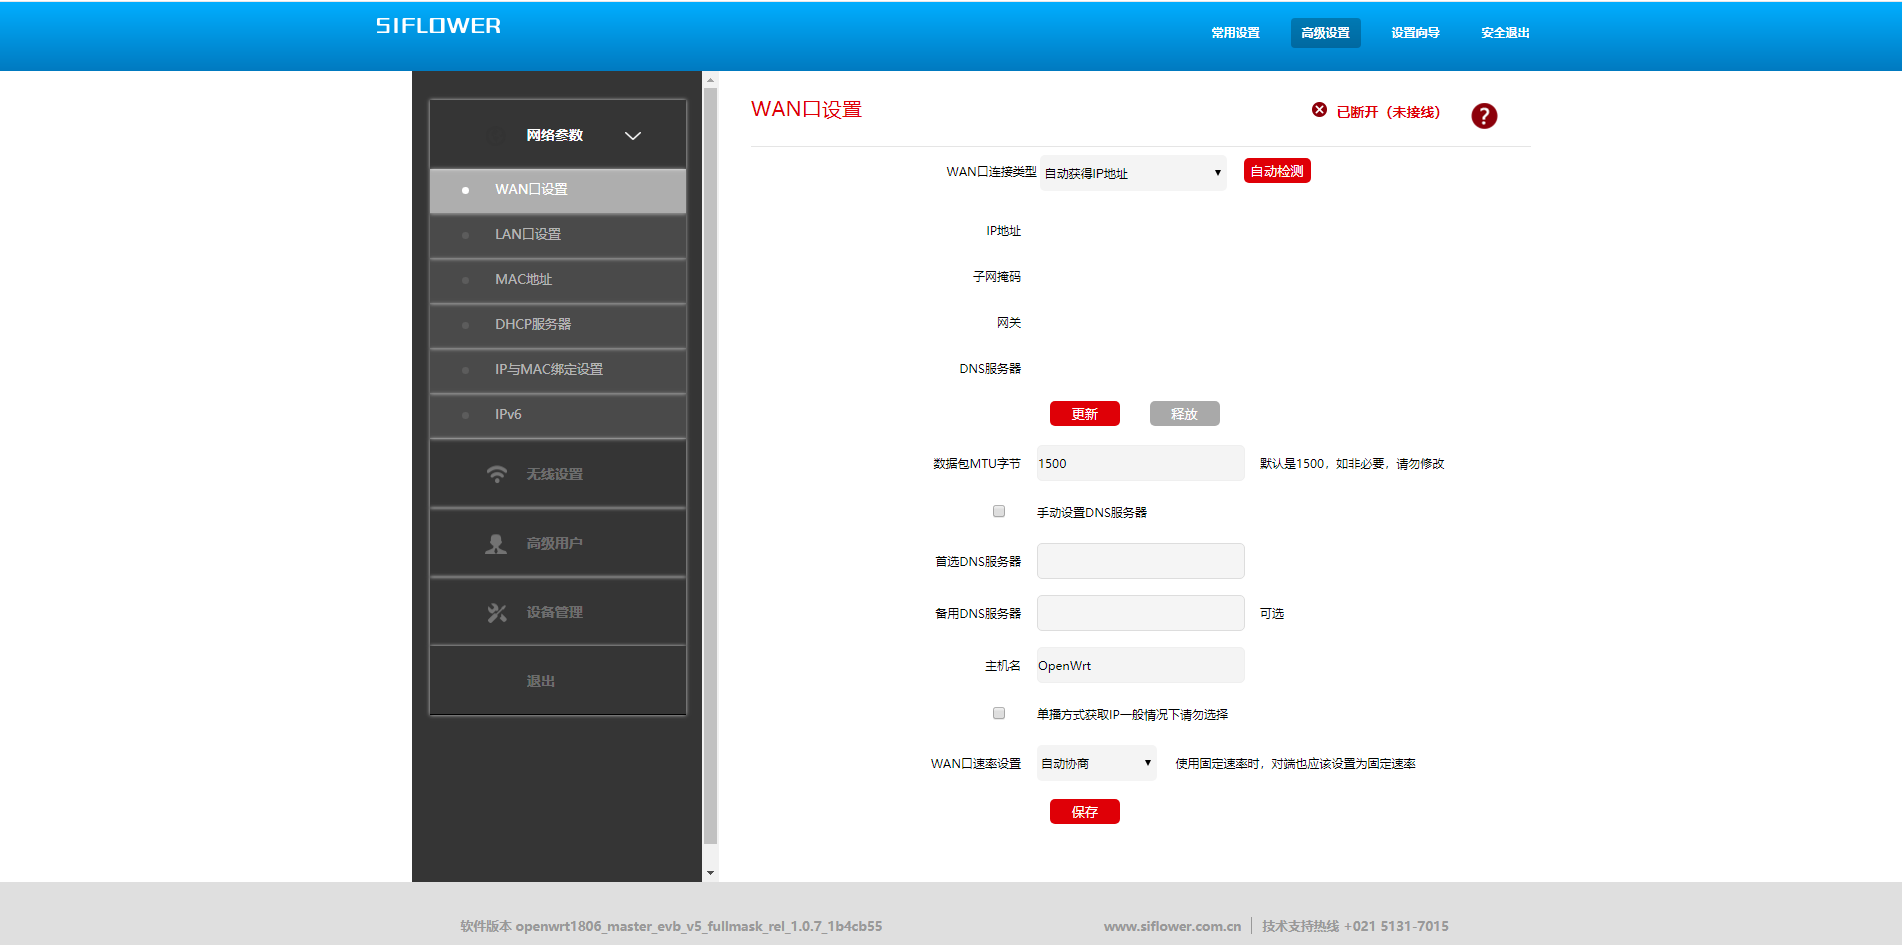 SIFLOWER
常用设置 高级设置 设置向导 安全退出
网络参数
WAN口设置
LAN口设置
MAC地址
DHCP服务器
IP与MAC绑定设置
IPv6
无线设置
高级用户
设备管理
退出
WAN口设置
已断开（未接线）
?
WAN口连接类型 自动获得IP地址 自动检测
IP地址
子网掩码
网关
DNS服务器
更新 释放
数据包MTU字节 1500 默认是1500，如非必要，请勿修改
手动设置DNS服务器
首选DNS服务器
备用DNS服务器 可选
主机名 OpenWrt
单播方式获取IP一般情况下请勿选择
WAN口速率设置 自动协商 使用固定速率时，对端也应该设置为固定速率
保存
软件版本 openwrt1806_master_evb_v5_fullmask_rel_1.0.7_1b4cb55
www.siflower.com.cn 技术支持热线 +021 5131-7015